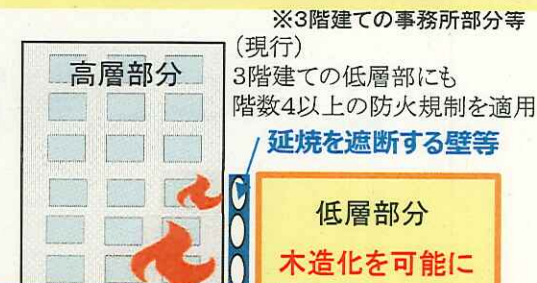 ※3階建ての事務所部分等
(現行)
3階建ての低層部にも
階数4以上の防火規制を適用
延焼を遮断する壁等
高層部分
低層部分
木造化を可能に